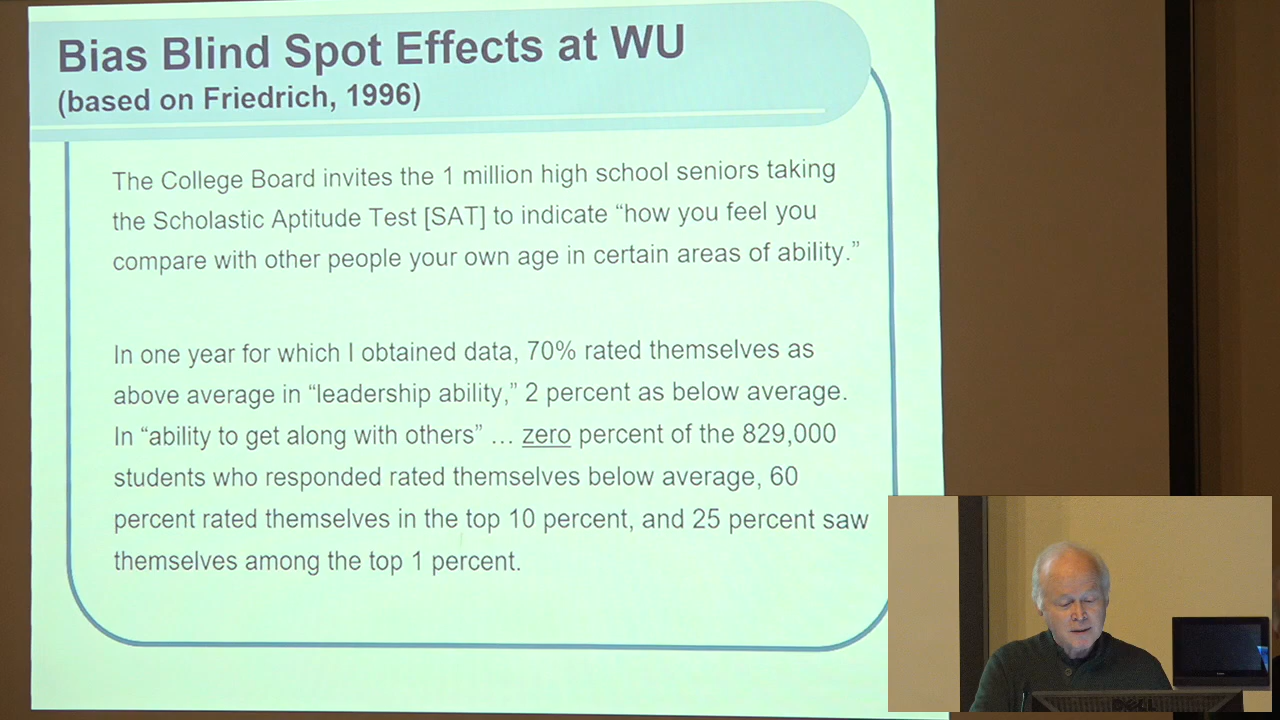 Bias Blind Spot Effects at WU
(based on Friedrich, 1996)
The College Board invites the 1 million high school seniors taking
the Scholastic Aptitude Test [SAT] to indicate “how you feel you
compare with other people your own age in certain areas of ability.”
In one year for which I obtained data, 70% rated themselves as
above average in “leadership ability,” 2 percent as below average.
In “ability to get along with others” … zero percent of the 829,000
students who responded rated themselves below average, 60
percent rated themselves in the top 10 percent, and 25 percent saw
themselves among the top 1 percent.
DELL